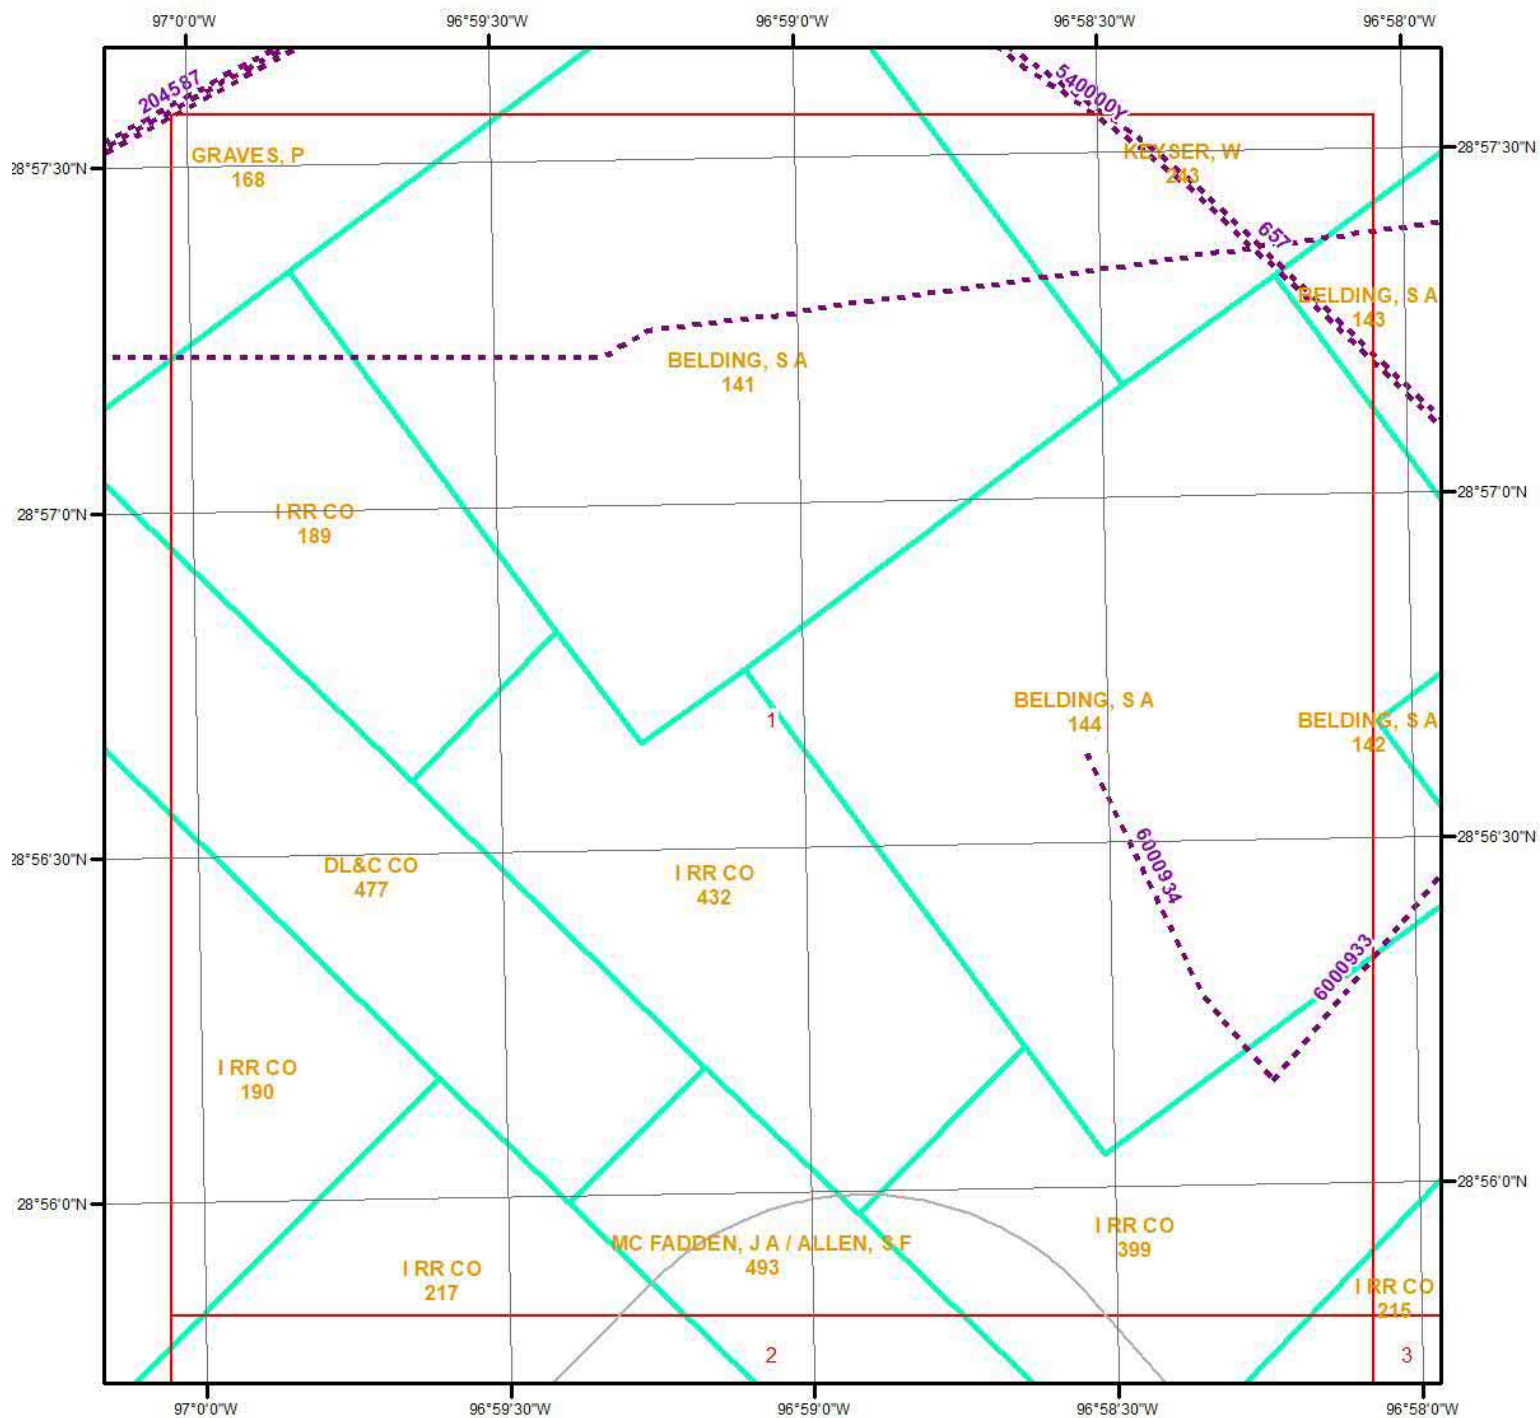 97°0'0"W 96°59'30"W 96°59'0"W 96°58'30"W 96°58'0"W
204587
540000Y
GRAVES, P
168
KEYSER, W
243
28°57'30"N
28°57'30"N
657
BELDING, S A
143
BELDING, S A
141
28°57'0"N
28°57'0"N
I RR CO
189
BELDING, S A
144
1
BELDING, S A
142
28°56'30"N
28°56'30"N
DL&C CO
477
I RR CO
432
6000934
6000933
I RR CO
190
28°56'0"N
28°56'0"N
MC FADDEN, J A / ALLEN, S F
493
I RR CO
399
I RR CO
217
I RR CO
215
2
3
97°0'0"W 96°59'30"W 96°59'0"W 96°58'30"W 96°58'0"W